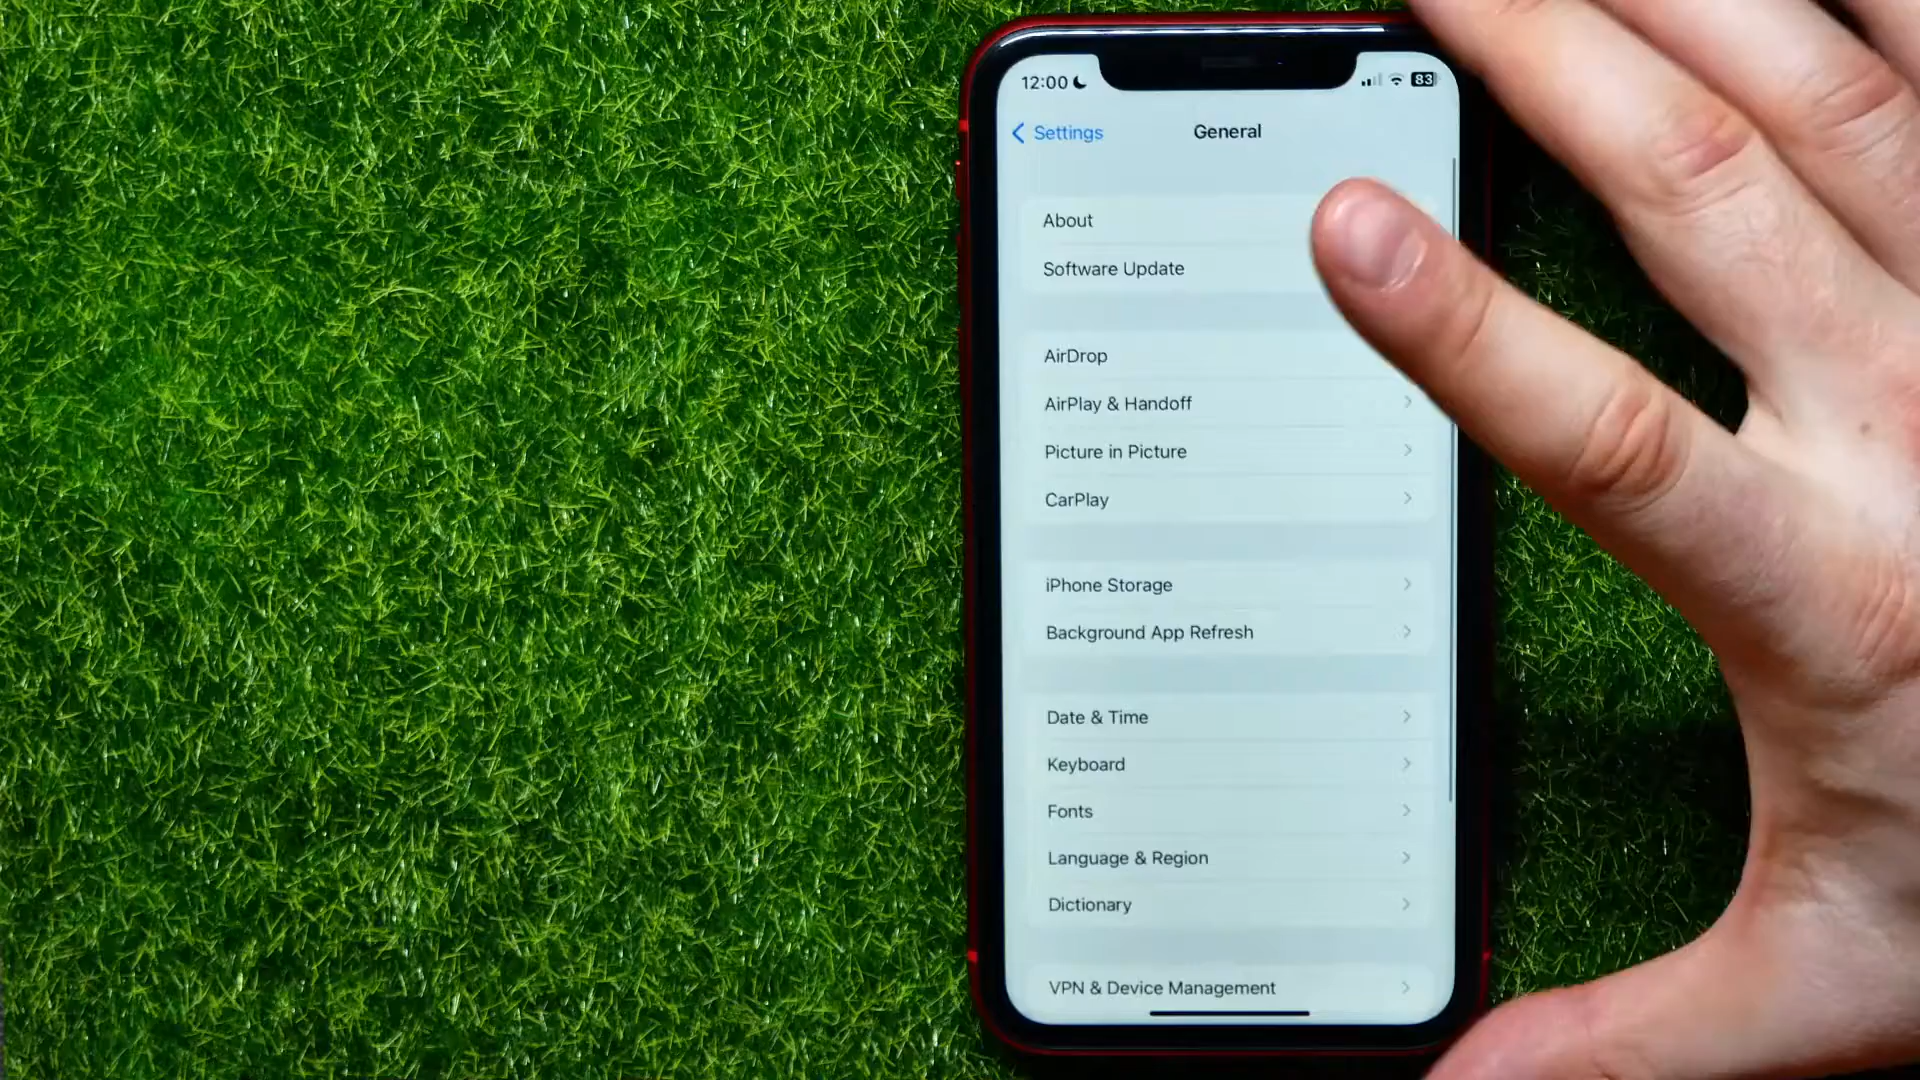 12:00
83
Settings
General
About
Software Update
AirDrop
AirPlay & Handoff
Picture in Picture
CarPlay
iPhone Storage
Background App Refresh
Date & Time
Keyboard
Fonts
Language & Region
Dictionary
VPN & Device Management